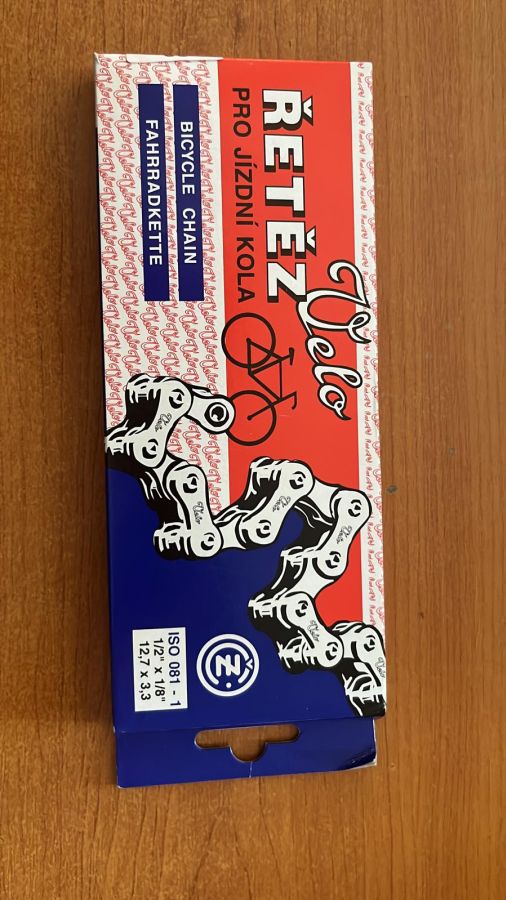 Velo
ŘETĚZ
PRO JÍZDNÍ KOLA
BICYCLE CHAIN
FAHRRADKETTE
ČZ
ISO 081 - 1
1/2" x 1/8"
12,7 x 3,3